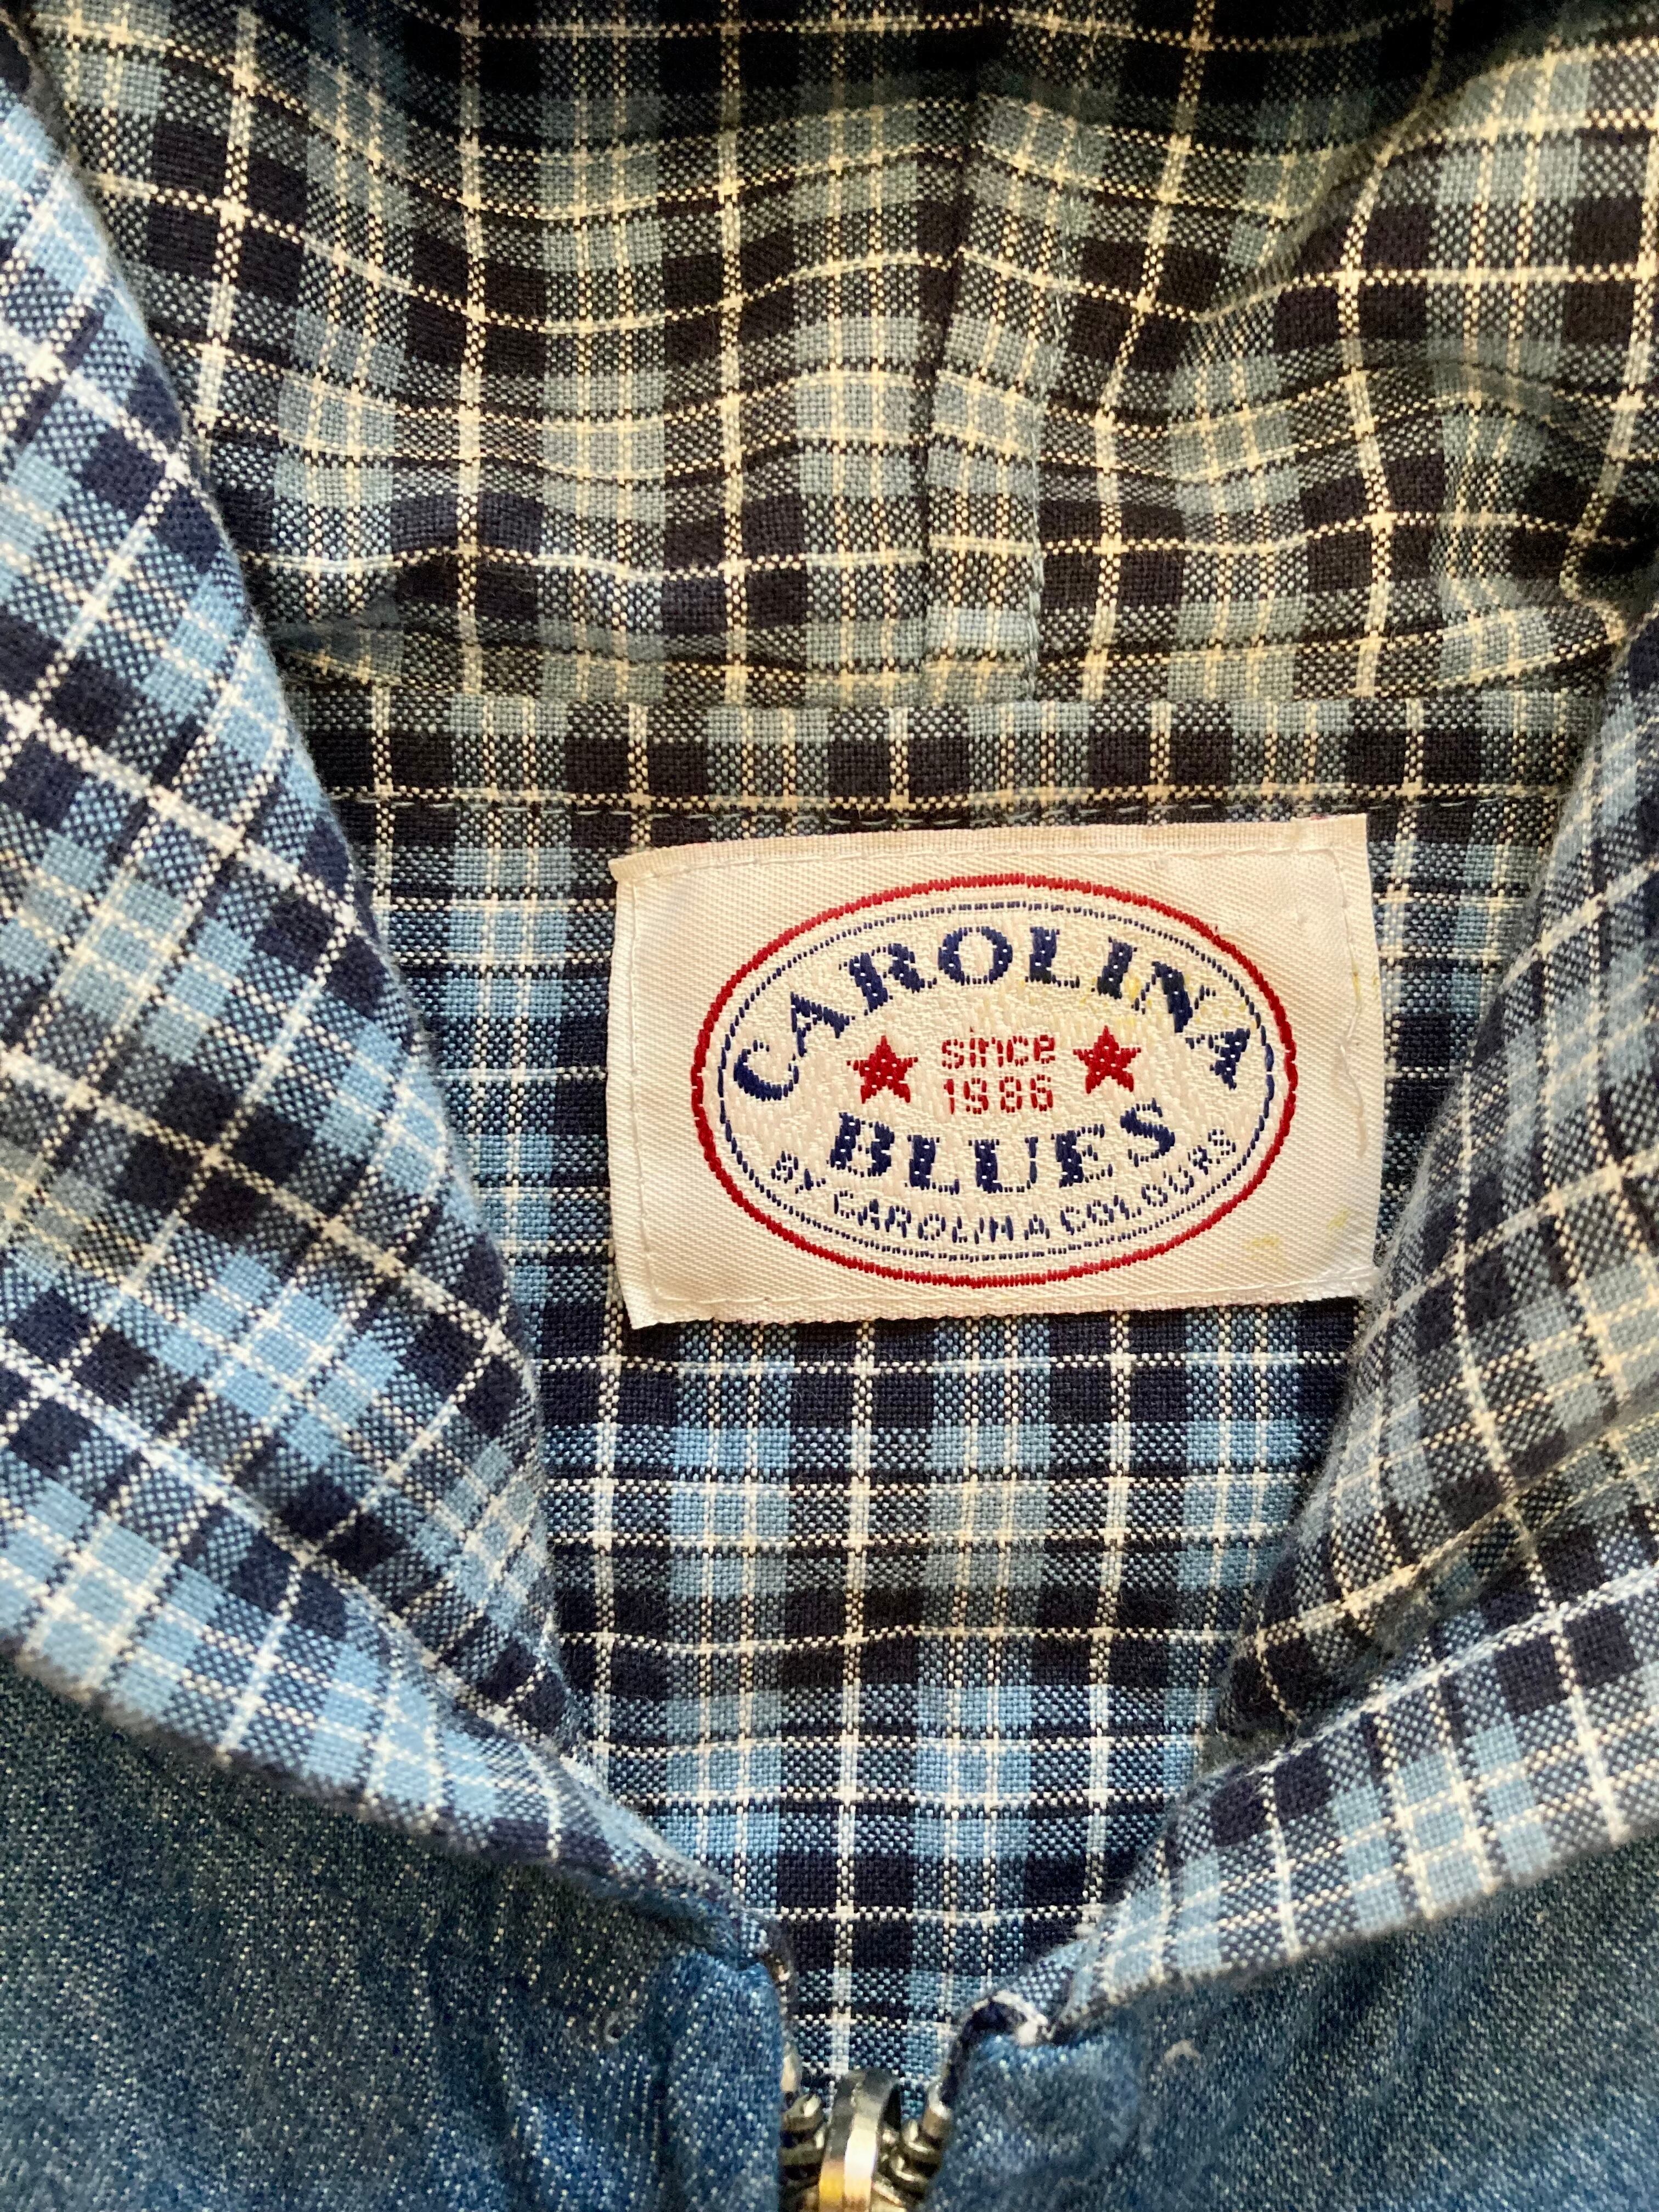 CAROLINA
since
1986
BLUES
BY CAROLINA COLOURS